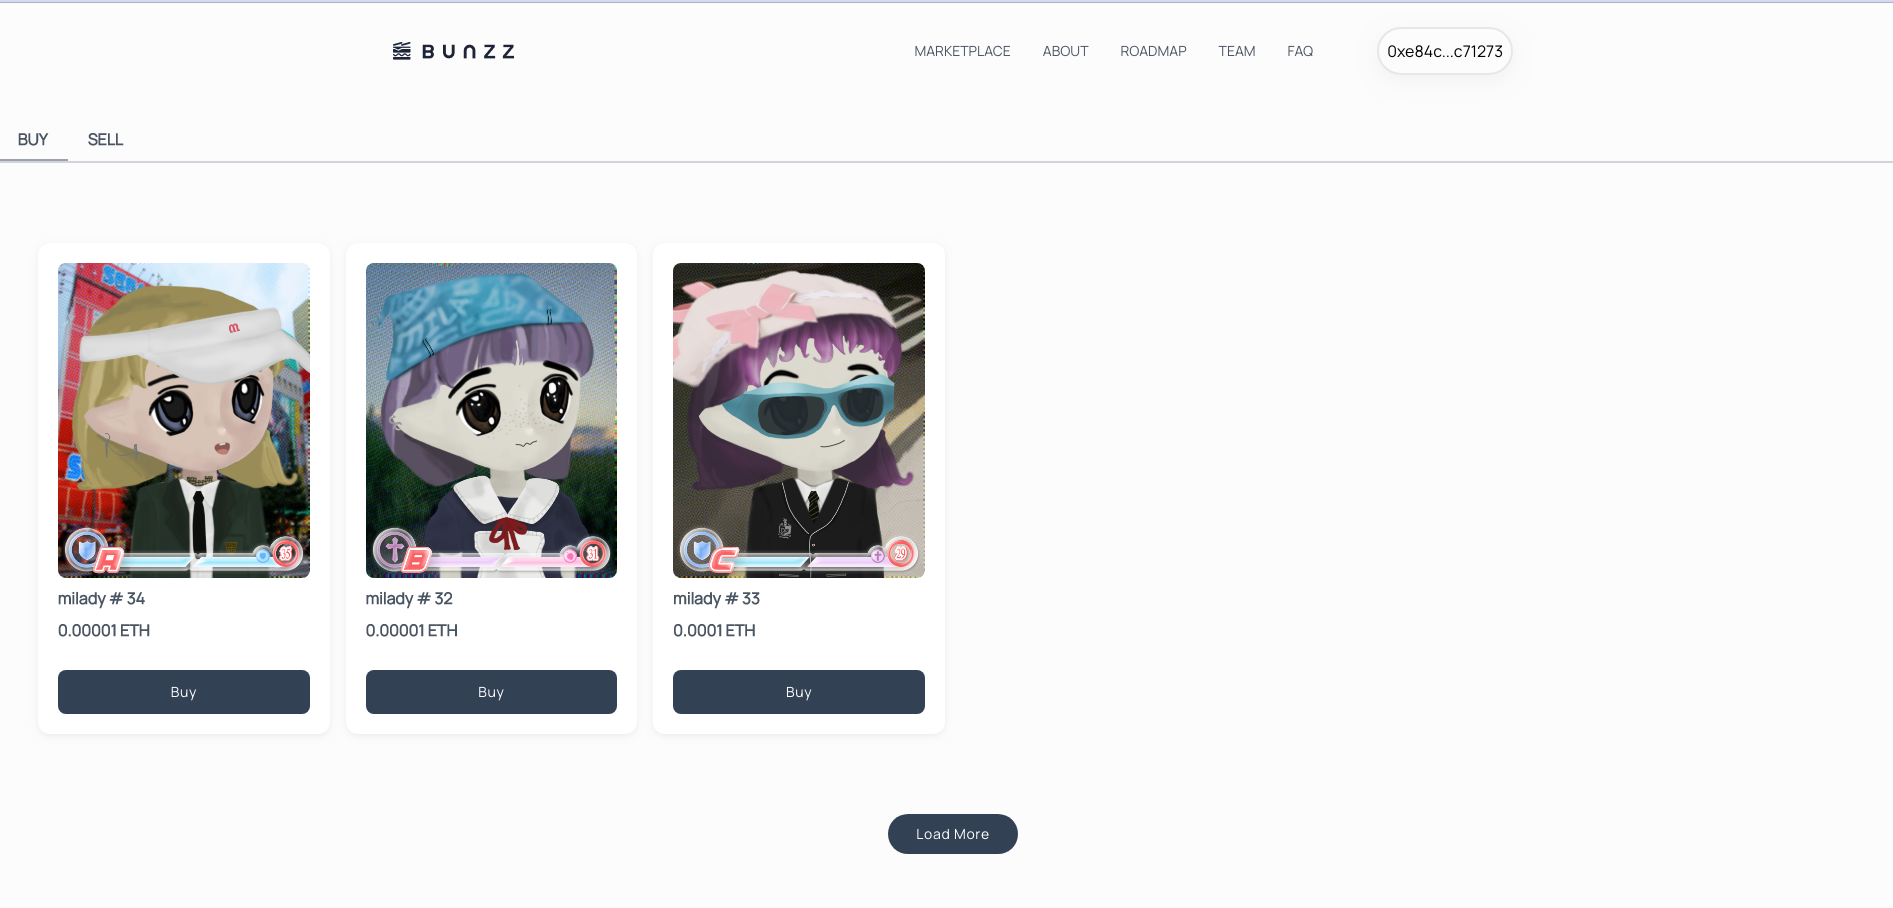 BUNZZ
MARKETPLACE
ABOUT
ROADMAP
TEAM
FAQ
0xe84c...c71273
BUY
SELL
m
A
35
B
31
C
29
milady # 34
0.00001 ETH
Buy
milady # 32
0.00001 ETH
Buy
milady # 33
0.0001 ETH
Buy
Load More